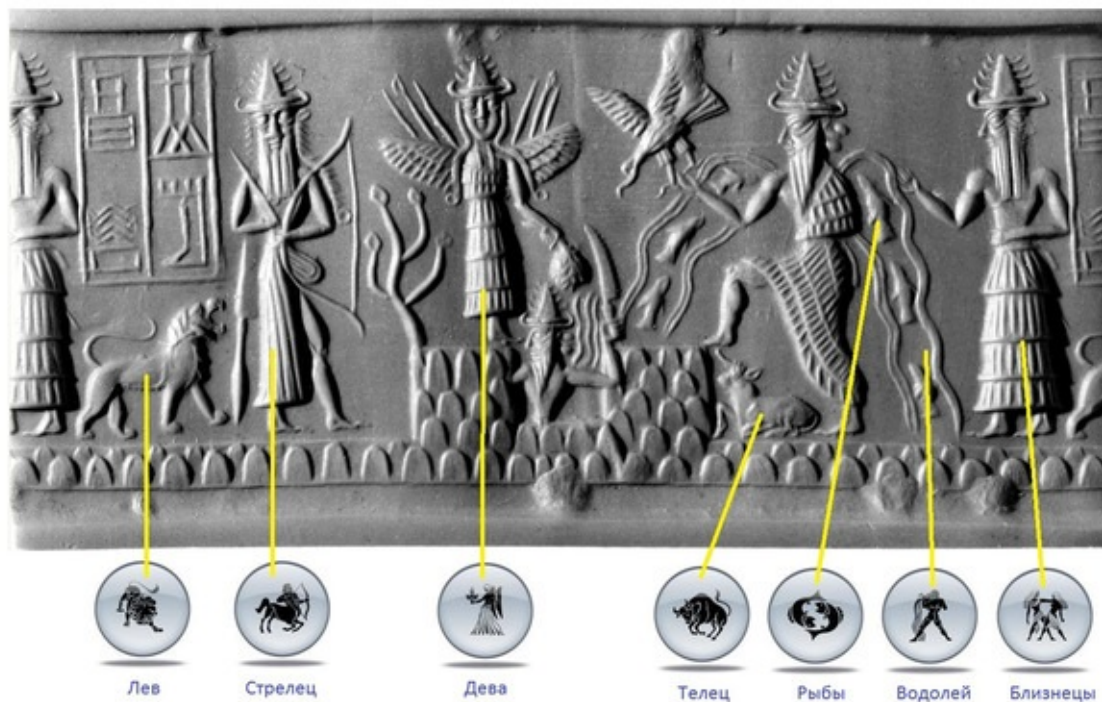 Лев
Стрелец
Дева
Телец
Рыбы
Водолей
Близнецы